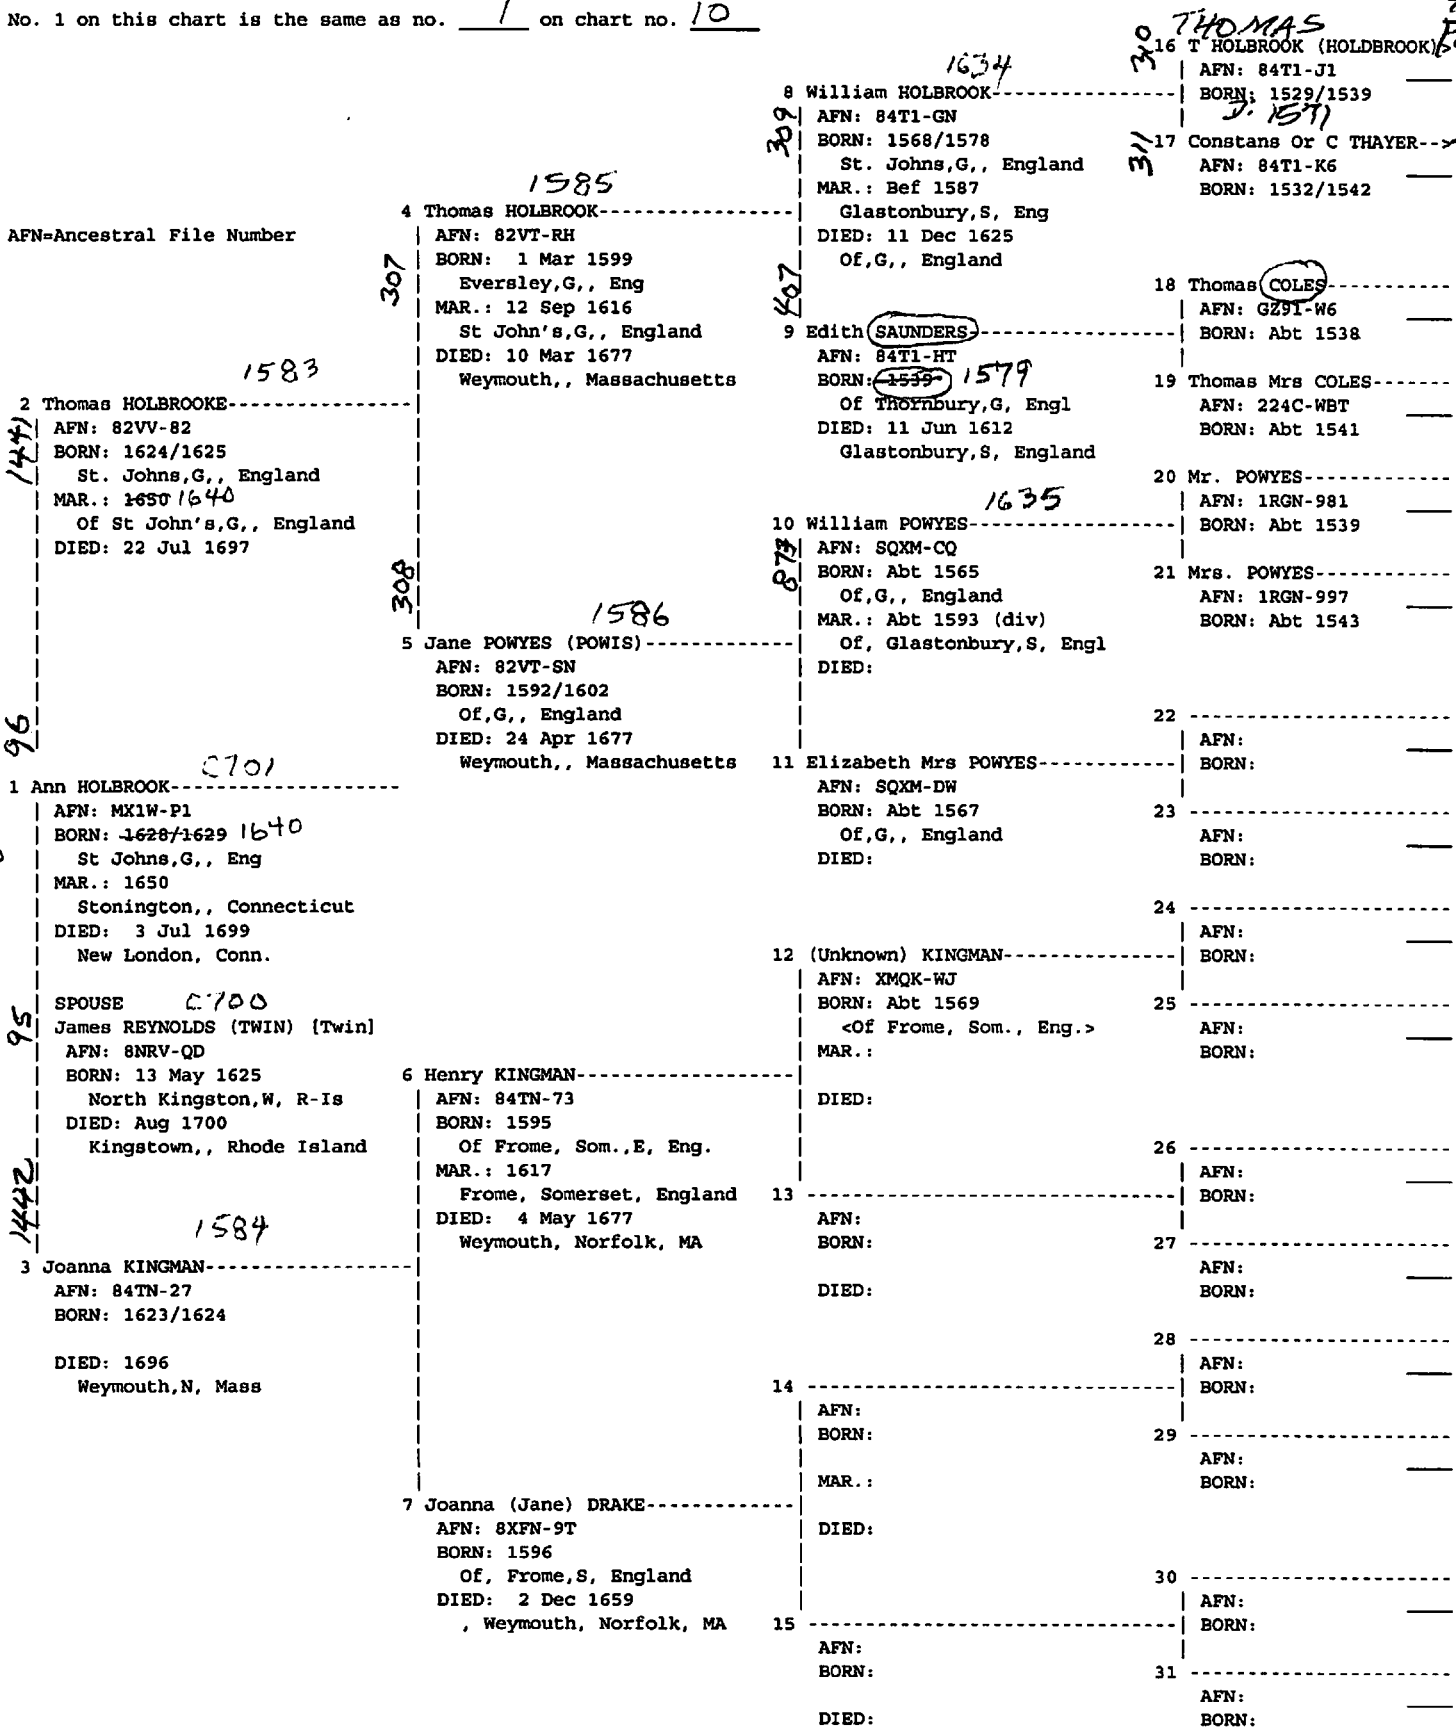 No. 1 on this chart is the same as no. 1 on chart no. 10
AFN=Ancestral File Number
1441
96
95
1442
C701
1 Ann HOLBROOK
AFN: MX1W-P1
BORN: 1628/1629 1640
St Johns,G,, Eng
MAR.: 1650
Stonington,, Connecticut
DIED: 3 Jul 1699
New London, Conn.
SPOUSE C700
James REYNOLDS (TWIN) [Twin]
AFN: 8NRV-QD
BORN: 13 May 1625
North Kingston,W, R-Is
DIED: Aug 1700
Kingstown,, Rhode Island
1583
2 Thomas HOLBROOKE
AFN: 82VV-82
BORN: 1624/1625
St. Johns,G,, England
MAR.: 1650 1640
Of St John's,G,, England
DIED: 22 Jul 1697
1584
3 Joanna KINGMAN
AFN: 84TN-27
BORN: 1623/1624
DIED: 1696
Weymouth,N, Mass
307
308
1585
4 Thomas HOLBROOK
AFN: 82VT-RH
BORN: 1 Mar 1599
Eversley,G,, Eng
MAR.: 12 Sep 1616
St John's,G,, England
DIED: 10 Mar 1677
Weymouth,, Massachusetts
1586
5 Jane POWYES (POWIS)
AFN: 82VT-SN
BORN: 1592/1602
Of,G,, England
DIED: 24 Apr 1677
Weymouth,, Massachusetts
6 Henry KINGMAN
AFN: 84TN-73
BORN: 1595
Of Frome, Som.,E, Eng.
MAR.: 1617
Frome, Somerset, England
DIED: 4 May 1677
Weymouth, Norfolk, MA
7 Joanna (Jane) DRAKE
AFN: 8XFN-9T
BORN: 1596
Of, Frome,S, England
DIED: 2 Dec 1659
, Weymouth, Norfolk, MA
309
407
873
1634
8 William HOLBROOK
AFN: 84T1-GN
BORN: 1568/1578
St. Johns,G,, England
MAR.: Bef 1587
Glastonbury,S, Eng
DIED: 11 Dec 1625
Of,G,, England
9 Edith SAUNDERS
AFN: 84T1-HT
BORN: 1539 1579
Of Thornbury,G, Engl
DIED: 11 Jun 1612
Glastonbury,S, England
1635
10 William POWYES
AFN: SQXM-CQ
BORN: Abt 1565
Of,G,, England
MAR.: Abt 1593 (div)
Of, Glastonbury,S, Engl
DIED:
11 Elizabeth Mrs POWYES
AFN: SQXM-DW
BORN: Abt 1567
Of,G,, England
DIED:
12 (Unknown) KINGMAN
AFN: XMQK-WJ
BORN: Abt 1569
<Of Frome, Som., Eng.>
MAR.:
DIED:
13
AFN:
BORN:
DIED:
14
AFN:
BORN:
MAR.:
DIED:
15
AFN:
BORN:
DIED:
310
311
THOMAS
16 T HOLBROOK (HOLDBROOK)
AFN: 84T1-J1
BORN: 1529/1539
D. 1571
17 Constans Or C THAYER-->
AFN: 84T1-K6
BORN: 1532/1542
18 Thomas COLES
AFN: GZ91-W6
BORN: Abt 1538
19 Thomas Mrs COLES
AFN: 224C-WBT
BORN: Abt 1541
20 Mr. POWYES
AFN: 1RGN-981
BORN: Abt 1539
21 Mrs. POWYES
AFN: 1RGN-997
BORN: Abt 1543
22
AFN:
BORN:
23
AFN:
BORN:
24
AFN:
BORN:
25
AFN:
BORN:
26
AFN:
BORN:
27
AFN:
BORN:
28
AFN:
BORN:
29
AFN:
BORN:
30
AFN:
BORN:
31
AFN:
BORN: